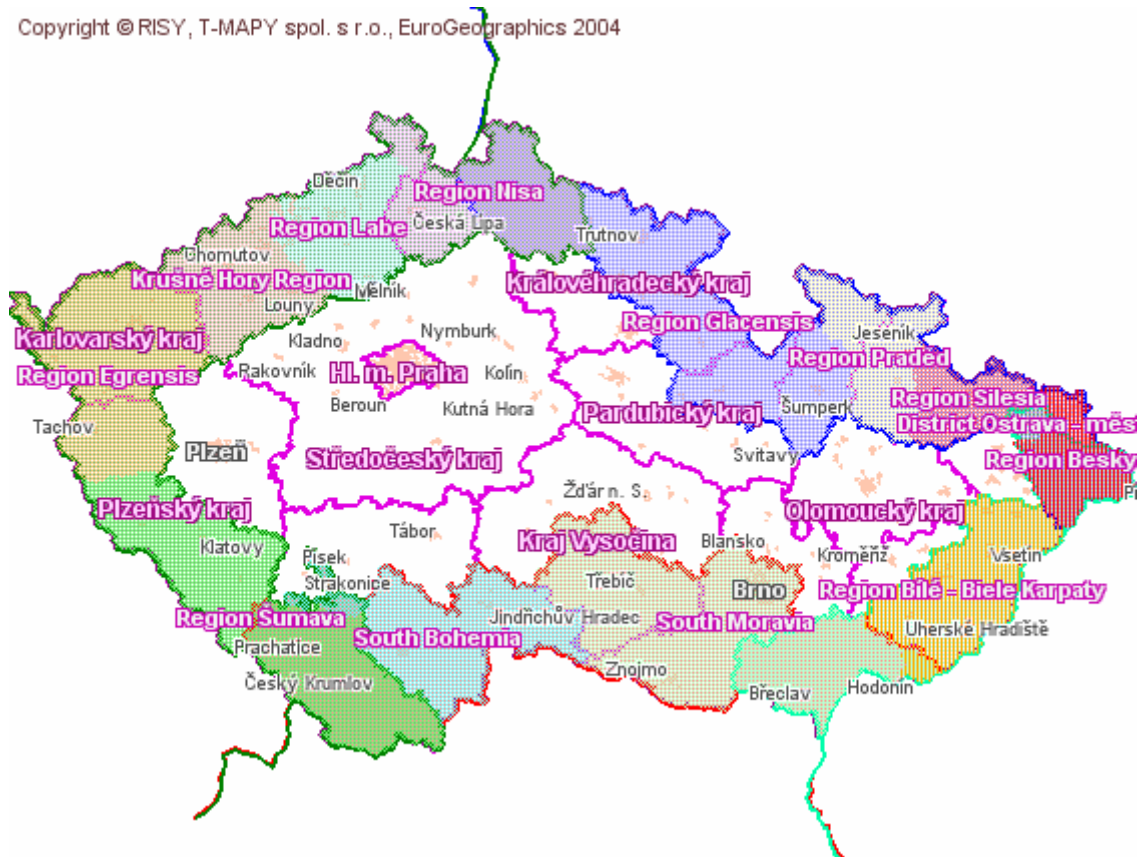 Copyright © RISY, T-MAPY spol. s r.o., EuroGeographics 2004
Děčín
Region Nisa
Region Labe
Česká Lípa
Trutnov
Chomutov
Krušné Hory Region
Královéhradecký kraj
Louny
Mělník
Region Glacensis
Jeseník
Karlovarský kraj
Kladno
Nymburk
Region Praděd
Region Egrensis
Rakovník
Hl. m. Praha
Kolín
Region Silesia
Beroun
Kutná Hora
Pardubický kraj
Šumperk
District Ostrava - měst
Tachov
Plzeň
Středočeský kraj
Svitavy
Region Besky
Žďár n. S.
Plzeňský kraj
Olomoucký kraj
Klatovy
Tábor
Kraj Vysočina
Blansko
Kroměříž
Vsetín
Písek
Strakonice
Třebíč
Brno
Region Bílé - Biele Karpaty
Region Šumava
South Bohemia
Jindřichův Hradec
South Moravia
Uherské Hradiště
Prachatice
Český Krumlov
Znojmo
Břeclav
Hodonín